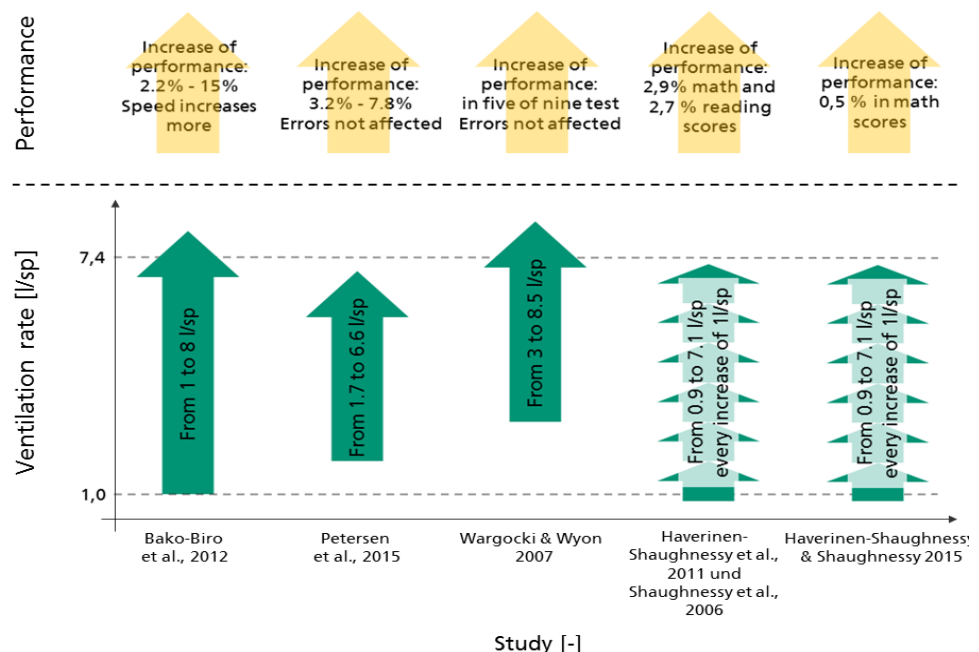 Performance
Increase of
performance:
2.2% - 15%
Speed increases
more
Increase of
performance:
3.2% - 7.8%
Errors not affected
Increase of
performance:
in five of nine test
Errors not affected
Increase of
performance:
2,9% math and
2,7 % reading
scores
Increase of
performance:
0,5 % in math
scores
Ventilation rate [l/sp]
7,4
1,0
From 1 to 8 l/sp
From 1.7 to 6.6 l/sp
From 3 to 8.5 l/sp
From 0.9 to 7.1 l/sp
every increase of 1l/sp
From 0.9 to 7.1 l/sp
every increase of 1l/sp
Bako-Biro
et al., 2012
Petersen
et al., 2015
Wargocki & Wyon
2007
Haverinen-
Shaughnessy et al.,
2011 und
Shaughnessy et al.,
2006
Haverinen-Shaughnessy
& Shaughnessy 2015
Study [-]